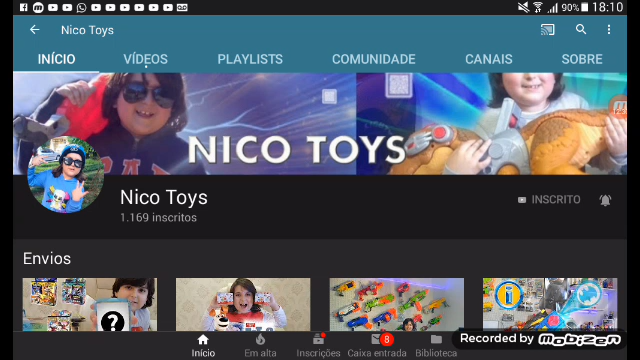 90% 18:10
Nico Toys
INÍCIO VÍDEOS PLAYLISTS COMUNIDADE CANAIS SOBRE
NICO TOYS
Nico Toys
1.169 inscritos
INSCRITO
Envios
?
8
Início Em alta Inscrições Caixa entrada Biblioteca
Recorded by Mobizen